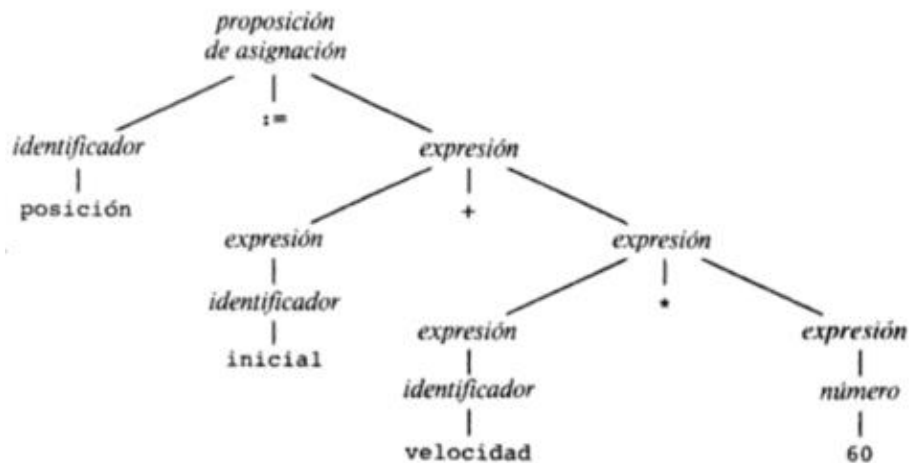 proposición
de asignación
:=
identificador
expresión
posición
+
expresión
expresión
identificador
*
expresión
expresión
inicial
identificador
número
velocidad
60